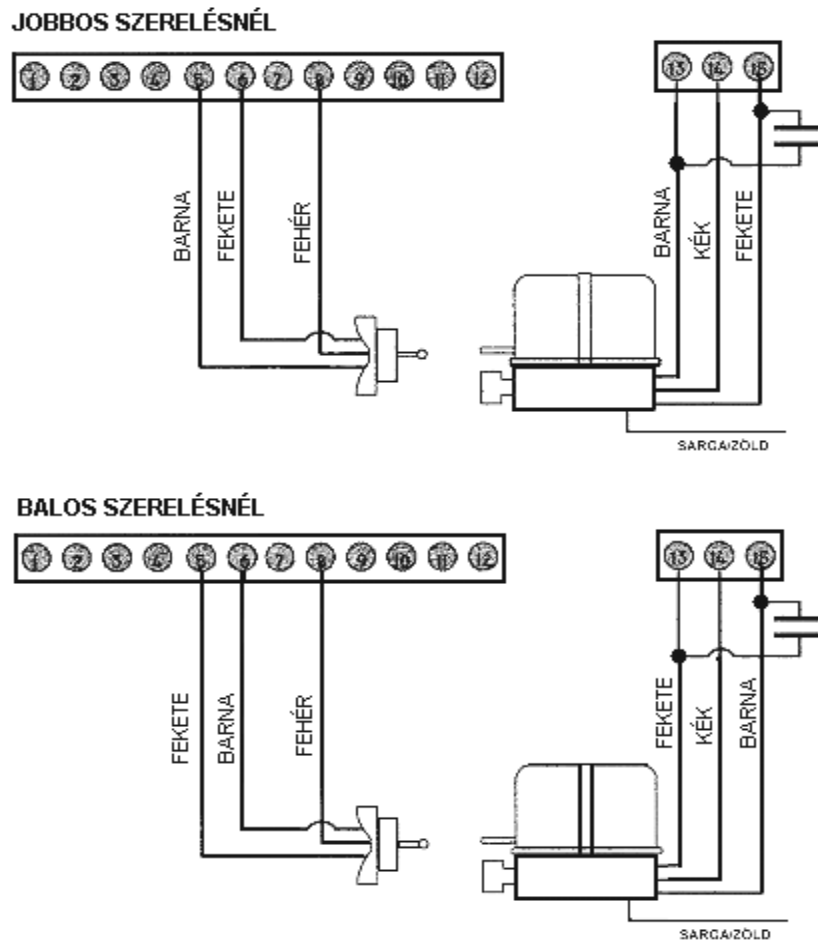 JOBBOS SZERELÉSNÉL
1 2 3 4 5 6 7 8 9 10 11 12
13 14 15
BARNA
FEKETE
FEHÉR
BARNA
KÉK
FEKETE
SARGA/ZÖLD
BALOS SZERELÉSNÉL
1 2 3 4 5 6 7 8 9 10 11 12
13 14 15
FEKETE
BARNA
FEHÉR
FEKETE
KÉK
BARNA
SARGA/ZÖLD